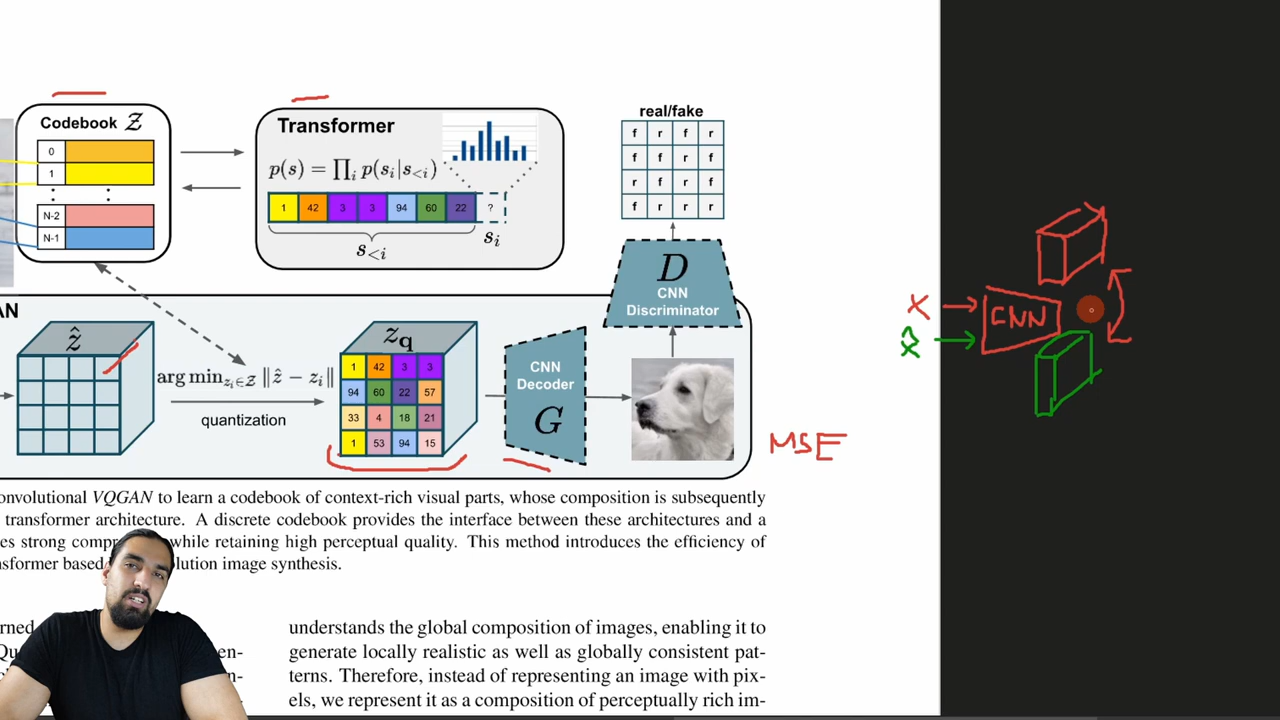 Codebook Z
0
1
N-2
N-1
Transformer
p(s) = ∏i p(si|s<i)
1 42 3 3 94 60 22 ?
s<i
si
real/fake
f r f r
f f r r
r f r f
f r r f
D
CNN
Discriminator
AN
ẑ
arg min zi∈Z ‖ẑ − zi‖
quantization
zq
1 42 3 3
94 60 22 57
33 4 18 21
1 53 94 15
CNN
Decoder
G
MSE
X
CNN
x̂
onvolutional VQGAN to learn a codebook of context-rich visual parts, whose composition is subsequently
transformer architecture. A discrete codebook provides the interface between these architectures and a
es strong while retaining high perceptual quality. This method introduces the efficiency of
nsformer based image synthesis.
understands the global composition of images, enabling it to
generate locally realistic as well as globally consistent pat-
terns. Therefore, instead of representing an image with pix-
els, we represent it as a composition of perceptually rich im-